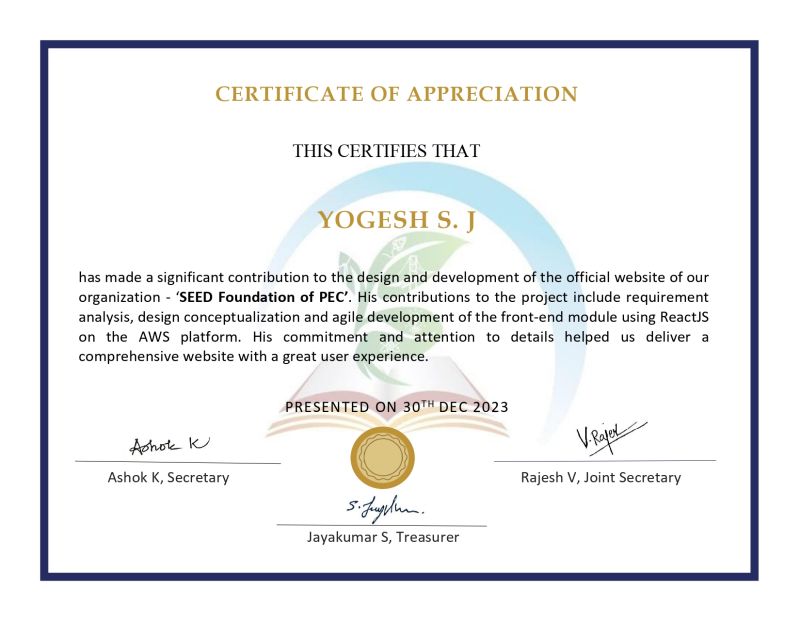 CERTIFICATE OF APPRECIATION
THIS CERTIFIES THAT
YOGESH S. J
has made a significant contribution to the design and development of the official website of our
organization - ‘SEED Foundation of PEC’. His contributions to the project include requirement
analysis, design conceptualization and agile development of the front-end module using ReactJS
on the AWS platform. His commitment and attention to details helped us deliver a
comprehensive website with a great user experience.
PRESENTED ON 30TH DEC 2023
Ashok K
V.Rajesh
Ashok K, Secretary
Rajesh V, Joint Secretary
Jayakumar S, Treasurer